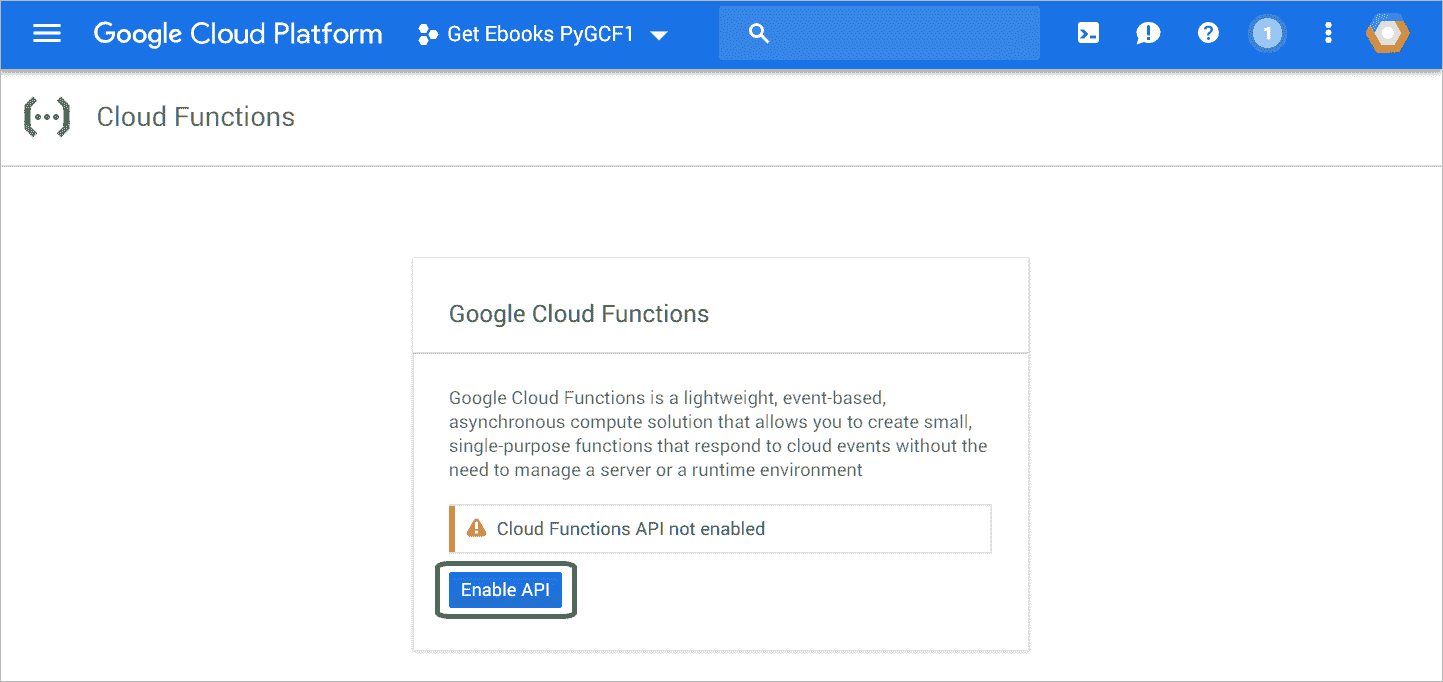 Google Cloud Platform
Get Ebooks PyGCF1
1
Cloud Functions
Google Cloud Functions
Google Cloud Functions is a lightweight, event-based,
asynchronous compute solution that allows you to create small,
single-purpose functions that respond to cloud events without the
need to manage a server or a runtime environment
Cloud Functions API not enabled
Enable API